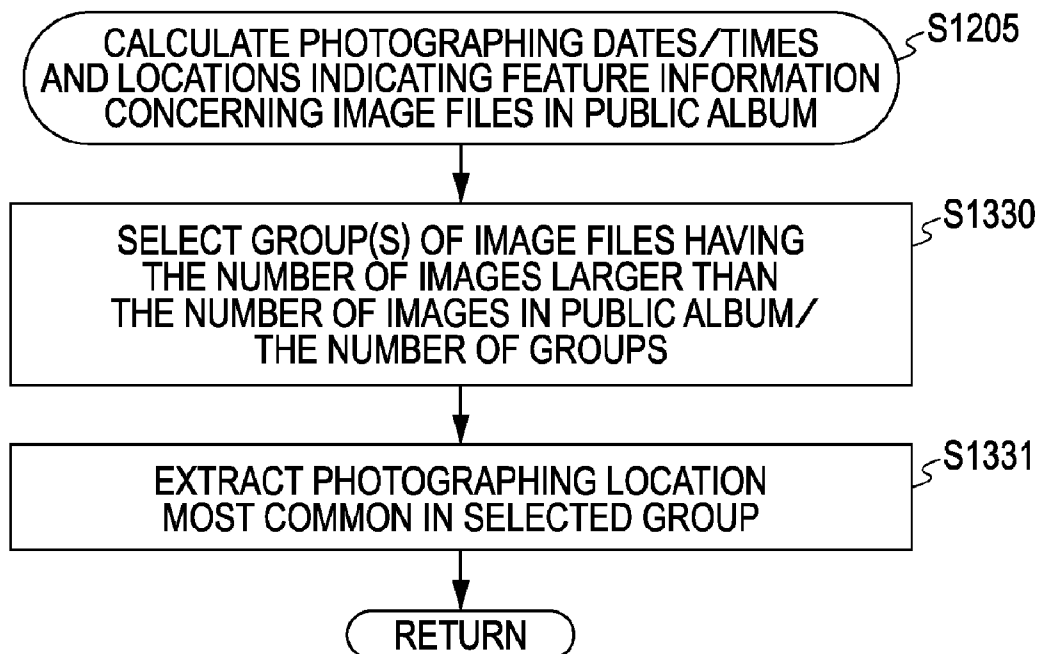 CALCULATE PHOTOGRAPHING DATES/TIMES
AND LOCATIONS INDICATING FEATURE INFORMATION
CONCERNING IMAGE FILES IN PUBLIC ALBUM
S1205
SELECT GROUP(S) OF IMAGE FILES HAVING
THE NUMBER OF IMAGES LARGER THAN
THE NUMBER OF IMAGES IN PUBLIC ALBUM/
THE NUMBER OF GROUPS
S1330
EXTRACT PHOTOGRAPHING LOCATION
MOST COMMON IN SELECTED GROUP
S1331
RETURN